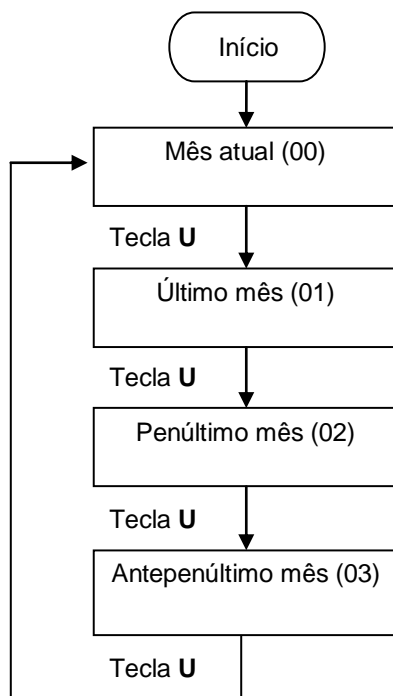 Início
Mês atual (00)
Tecla U
Último mês (01)
Tecla U
Penúltimo mês (02)
Tecla U
Antepenúltimo mês (03)
Tecla U